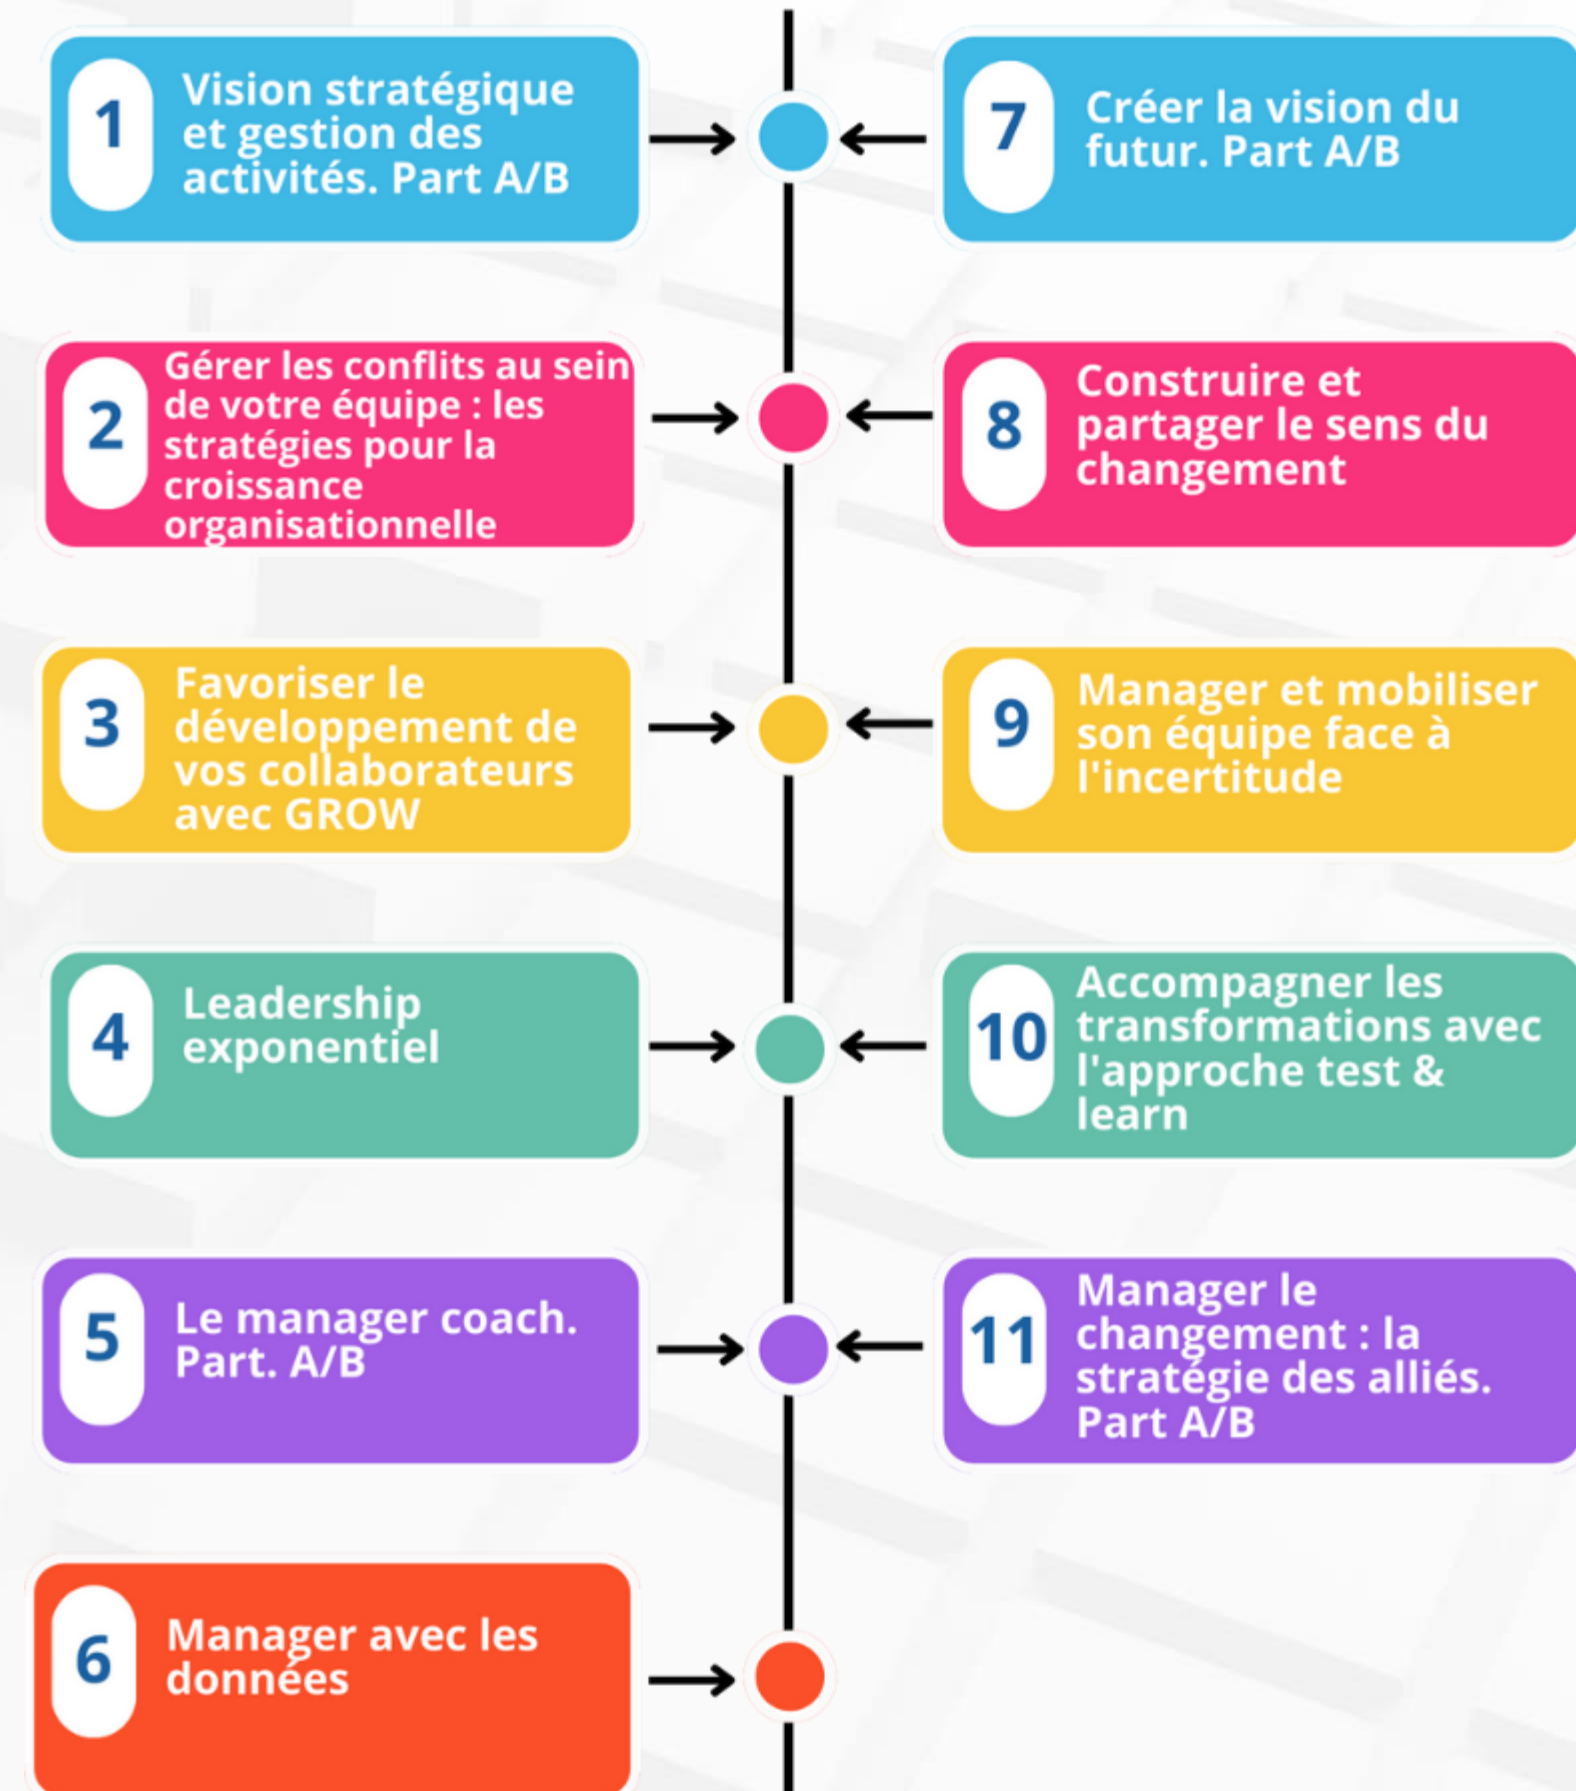 1
Vision stratégique
et gestion des
activités. Part A/B
2
Gérer les conflits au sein
de votre équipe : les
stratégies pour la
croissance
organisationnelle
3
Favoriser le
développement de
vos collaborateurs
avec GROW
4
Leadership
exponentiel
5
Le manager coach.
Part. A/B
6
Manager avec les
données
7
Créer la vision du
futur. Part A/B
8
Construire et
partager le sens du
changement
9
Manager et mobiliser
son équipe face à
l'incertitude
10
Accompagner les
transformations avec
l'approche test &
learn
11
Manager le
changement : la
stratégie des alliés.
Part A/B